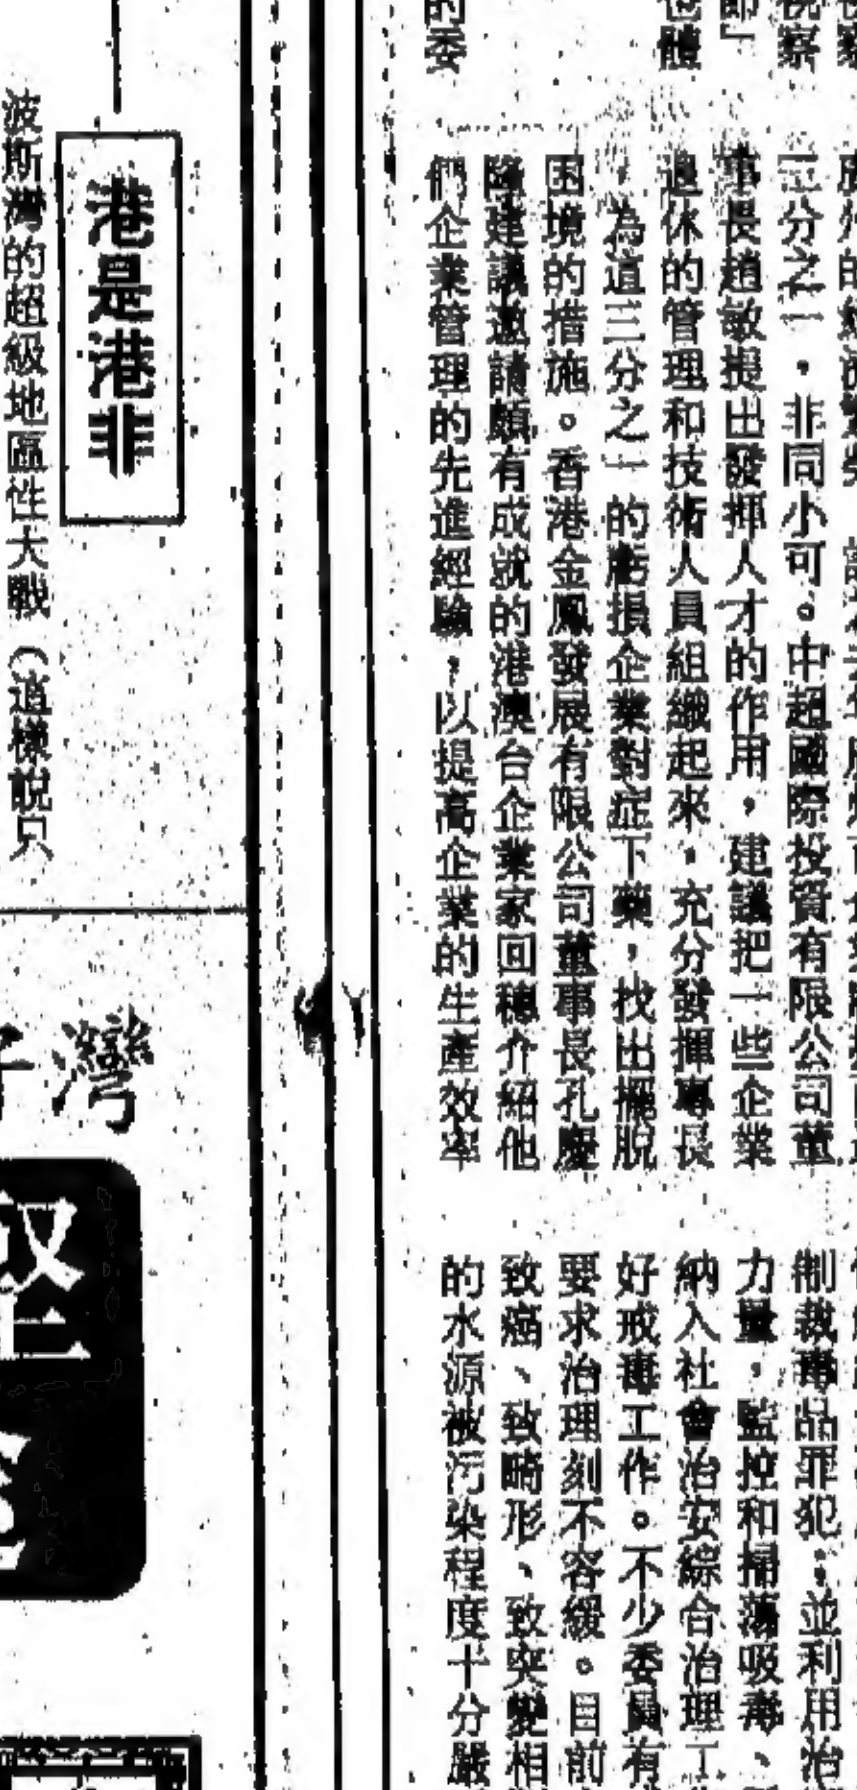 視察
節」
也體
的委
三分之一，非同小可。中超國際投資有限公司董
事長趙敏提出發揮人才的作用，建議把一些企業
退休的管理和技術人員組織起來，充分發揮專長
，為這三分之一的虧損企業對症下藥，找出擺脫
困境的措施。香港金鳳發展有限公司董事長孔慶
隆建議邀請頗有成就的港澳台企業家回穗介紹他
們企業管理的先進經驗，以提高企業的生產效率
制裁毒品罪犯；並利用治
力量，監控和掃蕩吸毒、
納入社會治安綜合治理工
好戒毒工作。不少委員有
要求治理刻不容緩。目前
致癌、致畸形、致突變相
的水源被污染程度十分嚴
港是港非
波斯灣的超級地區性大戰（這樣說只
灣